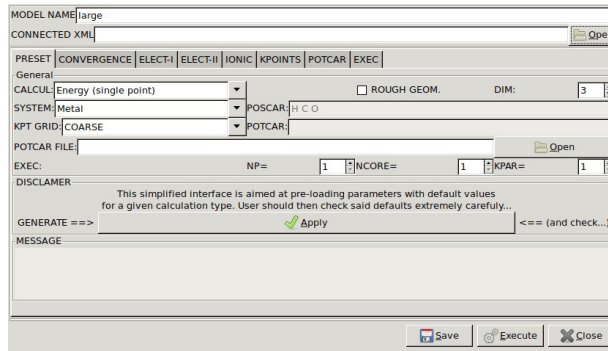 MODEL NAME large
CONNECTED XML Ope
PRESET CONVERGENCE ELECT-I ELECT-II IONIC KPOINTS POTCAR EXEC
General
CALCUL: Energy (single point) ROUGH GEOM. DIM: 3
SYSTEM: Metal POSCAR: H C O
KPT GRID: COARSE POTCAR:
POTCAR FILE: Open
EXEC: NP= 1 NCORE= 1 KPAR= 1
DISCLAMER
This simplified interface is aimed at pre-loading parameters with default values
for a given calculation type. User should then check said defaults extremely carefuly...
GENERATE ==> Apply <== (and check...)
MESSAGE
Save Execute Close